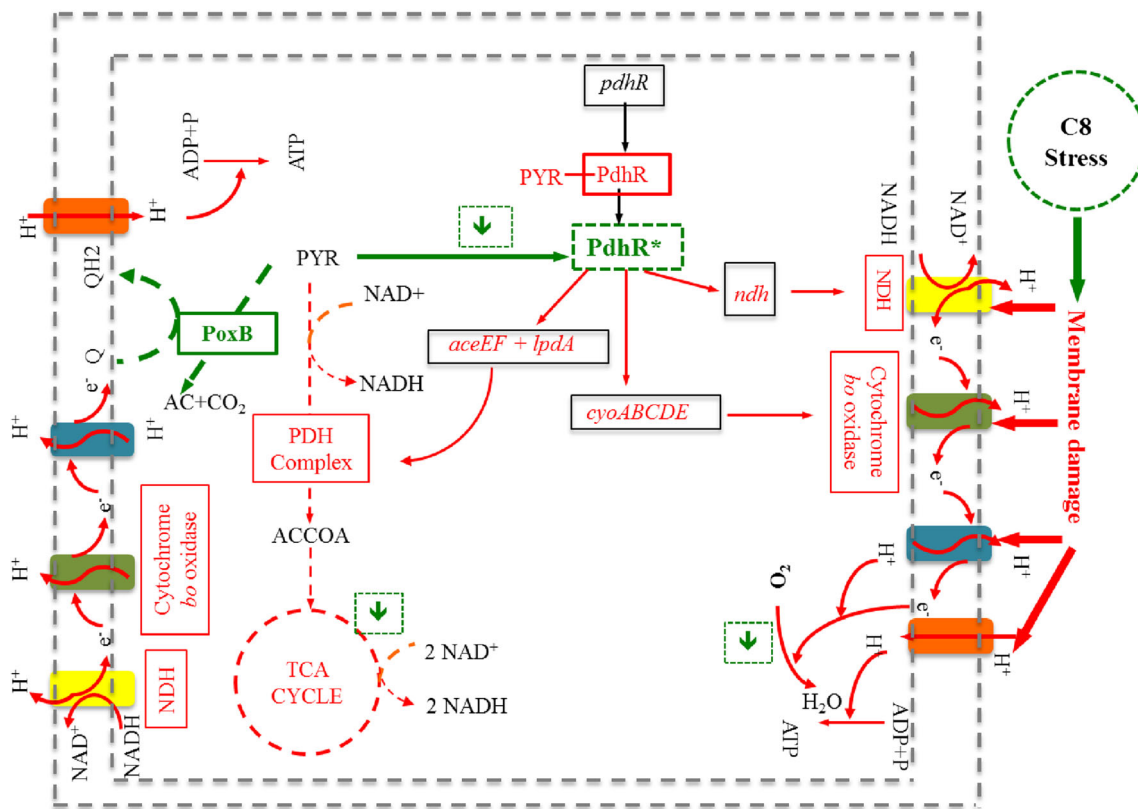 pdhR
PYR
PdhR
PdhR*
C8
Stress
Membrane damage
ADP+P
ATP
H⁺
H⁺
QH2
Q
e⁻
PoxB
AC+CO₂
PYR
NAD+
NADH
PDH
Complex
ACCOA
TCA
CYCLE
2 NAD⁺
2 NADH
aceEF + lpdA
cyoABCDE
ndh
H⁺
H⁺
e⁻
Cytochrome
bo oxidase
H⁺
e⁻
NDH
H⁺
NAD⁺
NADH
NADH
NAD⁺
NDH
H⁺
e⁻
Cytochrome
bo oxidase
H⁺
e⁻
H⁺
H⁺
O₂
e⁻
H
H⁺
H₂O
ATP
ADP+P